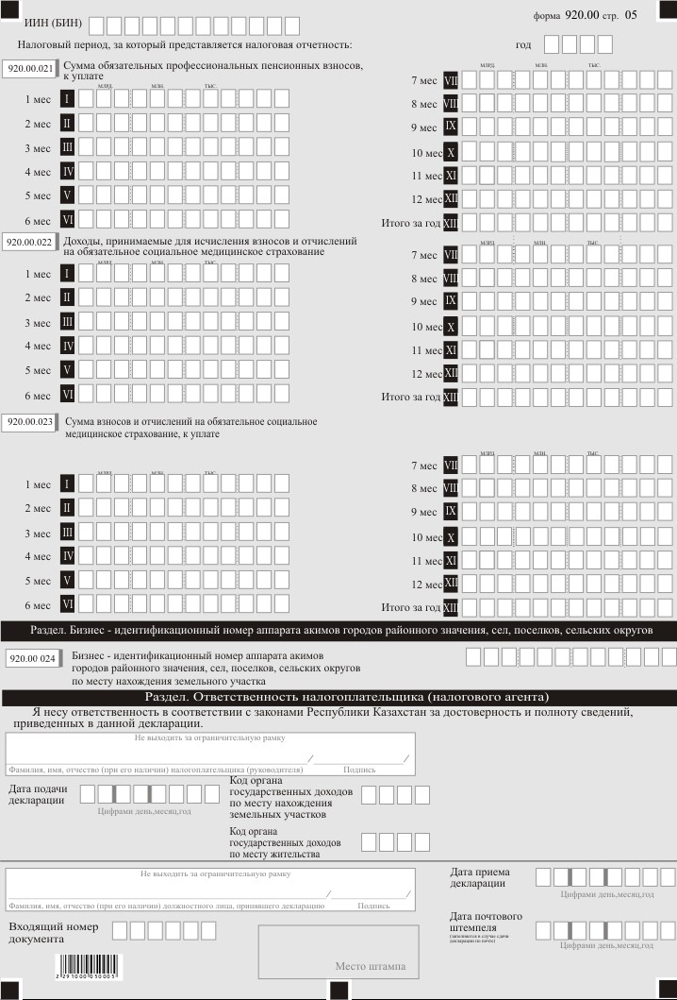 ИИН (БИН)
форма 920.00 стр. 05
Налоговый период, за который представляется налоговая отчетность: год
920.00.021 Сумма обязательных профессиональных пенсионных взносов,
к уплате
МЛРД. МЛН. ТЫС.
1 мес I
2 мес II
3 мес III
4 мес IV
5 мес V
6 мес VI
МЛРД. МЛН. ТЫС.
7 мес VII
8 мес VIII
9 мес IX
10 мес X
11 мес XI
12 мес XII
Итого за год XIII
920.00.022 Доходы, принимаемые для исчисления взносов и отчислений
на обязательное социальное медицинское страхование
МЛРД. МЛН. ТЫС.
1 мес I
2 мес II
3 мес III
4 мес IV
5 мес V
6 мес VI
МЛРД. МЛН. ТЫС.
7 мес VII
8 мес VIII
9 мес IX
10 мес X
11 мес XI
12 мес XII
Итого за год XIII
920.00.023 Сумма взносов и отчислений на обязательное социальное
медицинское страхование, к уплате
МЛРД. МЛН. ТЫС.
1 мес I
2 мес II
3 мес III
4 мес IV
5 мес V
6 мес VI
МЛРД. МЛН. ТЫС.
7 мес VII
8 мес VIII
9 мес IX
10 мес X
11 мес XI
12 мес XII
Итого за год XIII
Раздел. Бизнес - идентификационный номер аппарата акимов городов районного значения, сел, поселков, сельских округов
920.00 024 Бизнес - идентификационный номер аппарата акимов
городов районного значения, сел, поселков, сельских округов
по месту нахождения земельного участка
Раздел. Ответственность налогоплательщика (налогового агента)
Я несу ответственность в соответствии с законами Республики Казахстан за достоверность и полноту сведений,
приведенных в данной декларации.
Не выходить за ограничительную рамку
/ /
Фамилия, имя, отчество (при его наличии) налогоплательщика (руководителя) Подпись
Дата подачи
декларации
Цифрами день,месяц,год
Код органа
государственных доходов
по месту нахождения
земельных участков
Код органа
государственных доходов
по месту жительства
Не выходить за ограничительную рамку
/ /
Фамилия, имя, отчество (при его наличии) должностного лица, принявшего декларацию Подпись
Дата приема
декларации
Цифрами день,месяц,год
Входящий номер
документа
Дата почтового
штемпеля
(заполняется в случае сдачи
декларации по почте)
Цифрами день,месяц,год
Место штампа
2291000050005